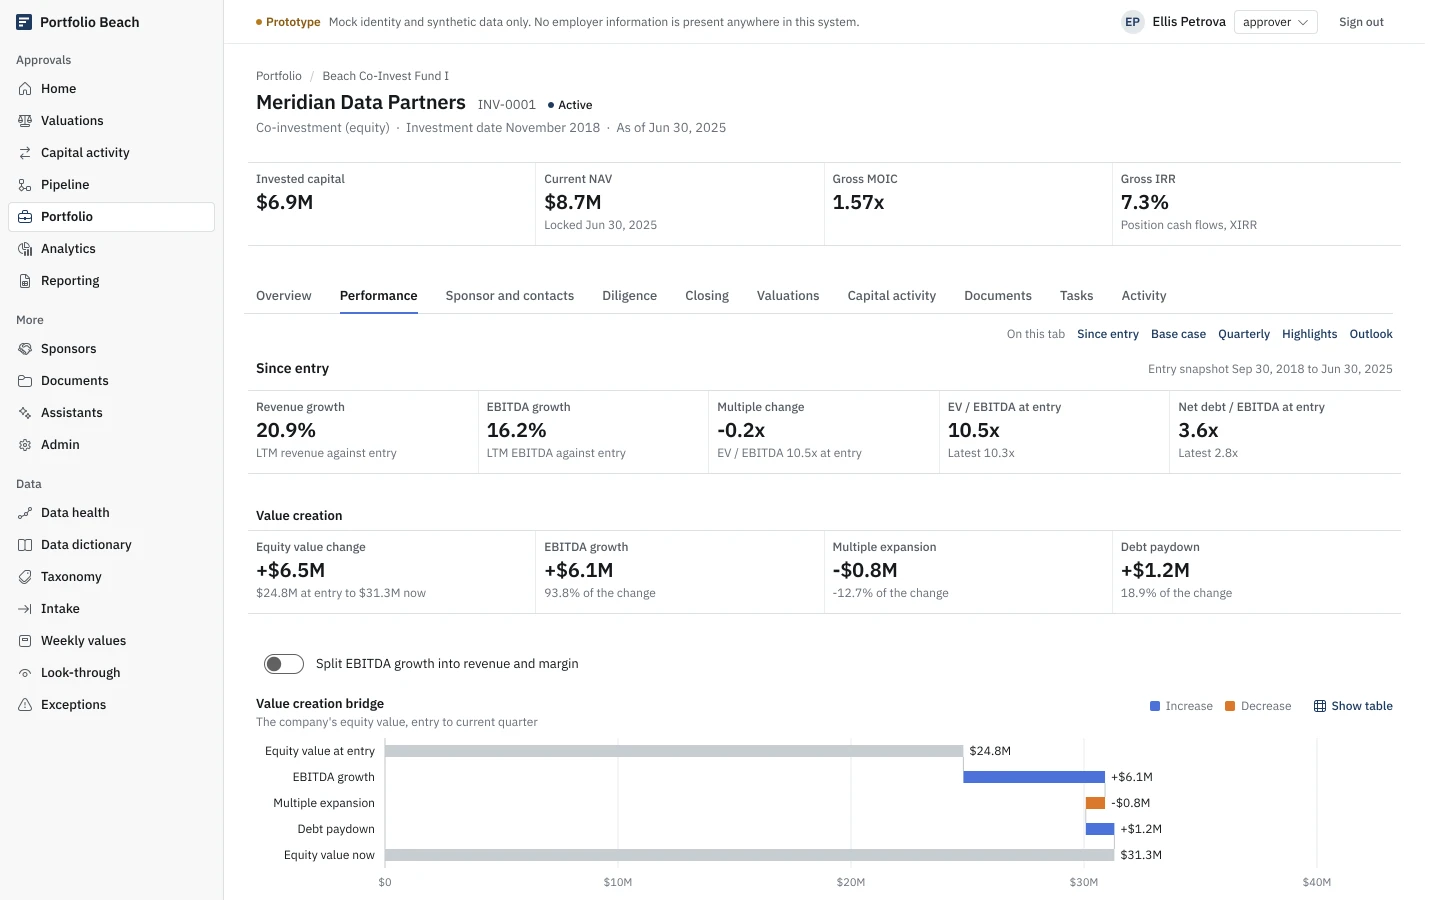 Portfolio Beach
Approvals
Home
Valuations
Capital activity
Pipeline
Portfolio
Analytics
Reporting
More
Sponsors
Documents
Assistants
Admin
Data
Data health
Data dictionary
Taxonomy
Intake
Weekly values
Look-through
Exceptions
Prototype Mock identity and synthetic data only. No employer information is present anywhere in this system.
EP Ellis Petrova approver Sign out
Portfolio / Beach Co-Invest Fund I
Meridian Data Partners INV-0001 Active
Co-investment (equity) · Investment date November 2018 · As of Jun 30, 2025
Invested capital
$6.9M
Current NAV
$8.7M
Locked Jun 30, 2025
Gross MOIC
1.57x
Gross IRR
7.3%
Position cash flows, XIRR
Overview Performance Sponsor and contacts Diligence Closing Valuations Capital activity Documents Tasks Activity
On this tab Since entry Base case Quarterly Highlights Outlook
Since entry
Entry snapshot Sep 30, 2018 to Jun 30, 2025
Revenue growth
20.9%
LTM revenue against entry
EBITDA growth
16.2%
LTM EBITDA against entry
Multiple change
-0.2x
EV / EBITDA 10.5x at entry
EV / EBITDA at entry
10.5x
Latest 10.3x
Net debt / EBITDA at entry
3.6x
Latest 2.8x
Value creation
Equity value change
+$6.5M
$24.8M at entry to $31.3M now
EBITDA growth
+$6.1M
93.8% of the change
Multiple expansion
-$0.8M
-12.7% of the change
Debt paydown
+$1.2M
18.9% of the change
Split EBITDA growth into revenue and margin
Value creation bridge
The company's equity value, entry to current quarter
Increase Decrease Show table
Equity value at entry $24.8M
EBITDA growth +$6.1M
Multiple expansion -$0.8M
Debt paydown +$1.2M
Equity value now $31.3M
$0 $10M $20M $30M $40M